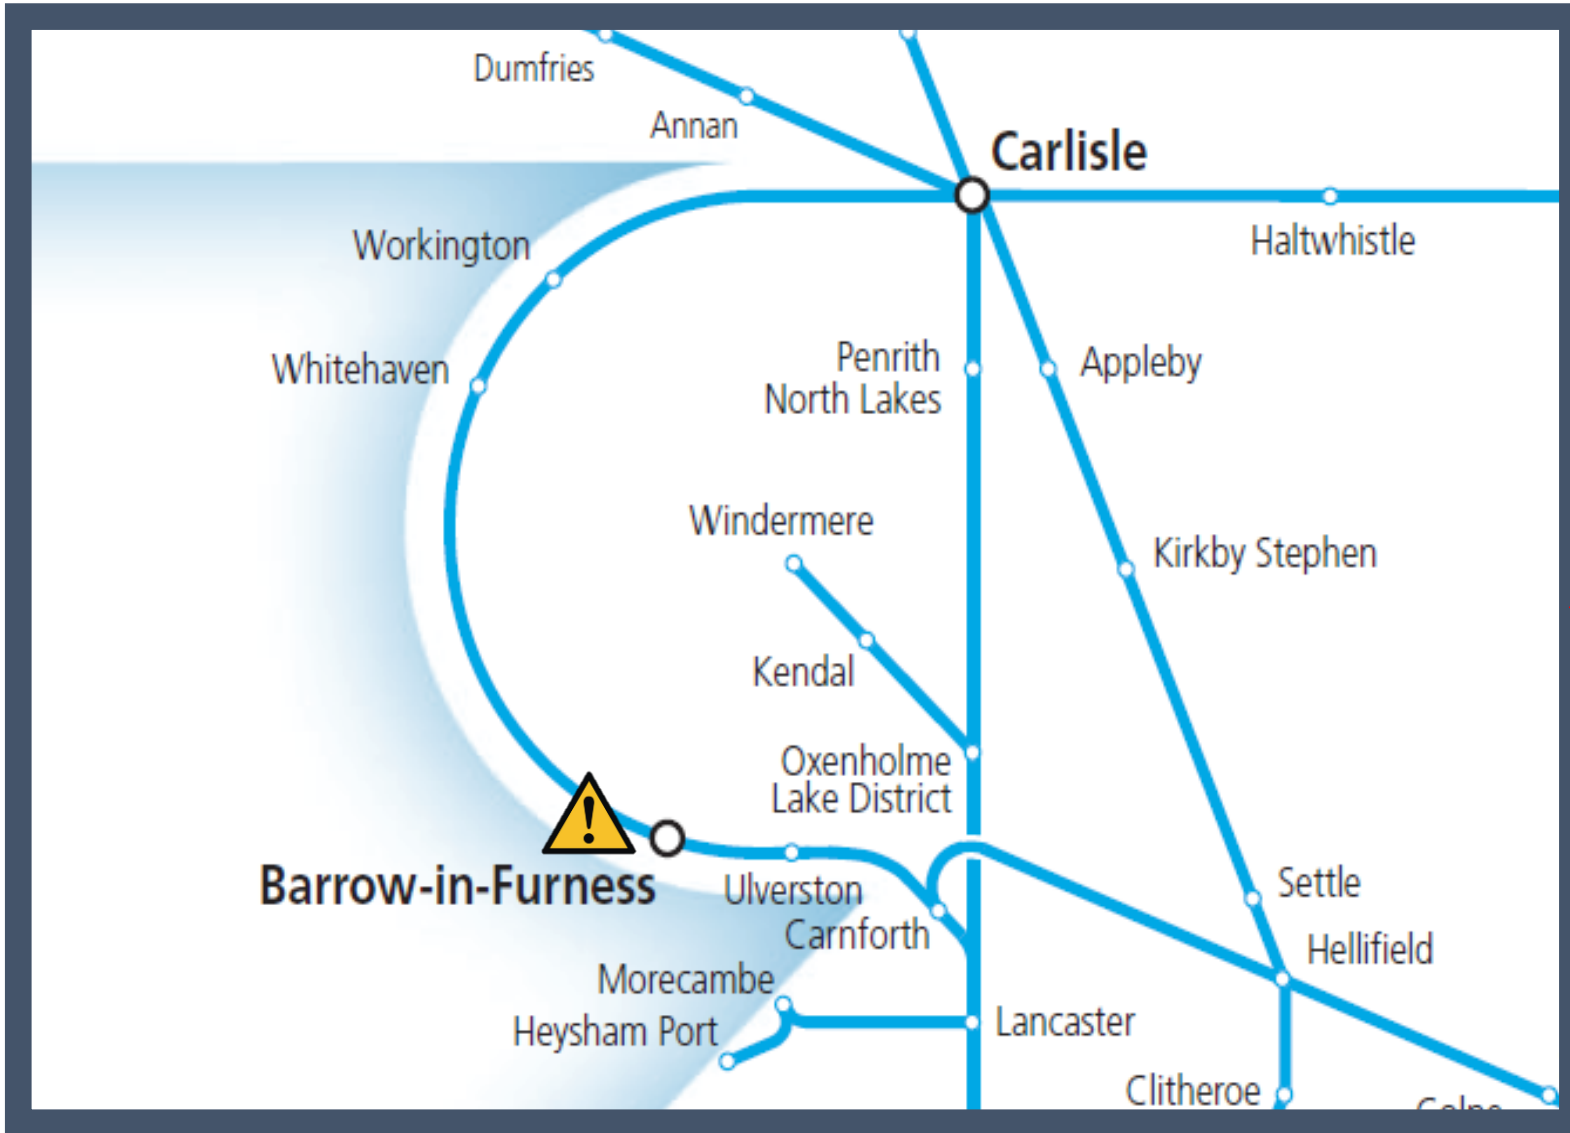 Dumfries
Annan
Carlisle
Workington
Haltwhistle
Whitehaven
Penrith
North Lakes
Appleby
Windermere
Kirkby Stephen
Kendal
Oxenholme
Lake District
!
Barrow-in-Furness
Ulverston
Settle
Carnforth
Hellifield
Morecambe
Heysham Port
Lancaster
Clitheroe